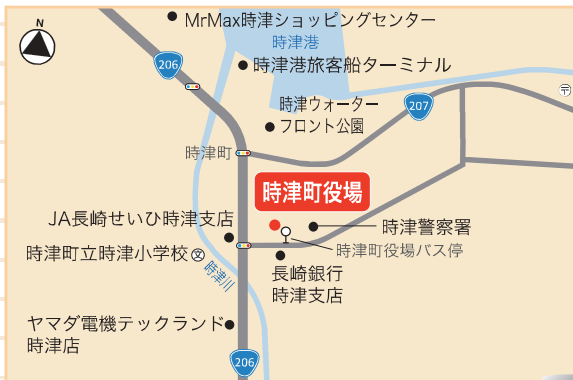 N
MrMax時津ショッピングセンター
時津港
206
時津港旅客船ターミナル
時津ウォーター
フロント公園
207
〒
時津町
時津町役場
JA長崎せいひ時津支店
時津警察署
時津町役場バス停
時津町立時津小学校
文
時津川
長崎銀行
時津支店
ヤマダ電機テックランド
時津店
206